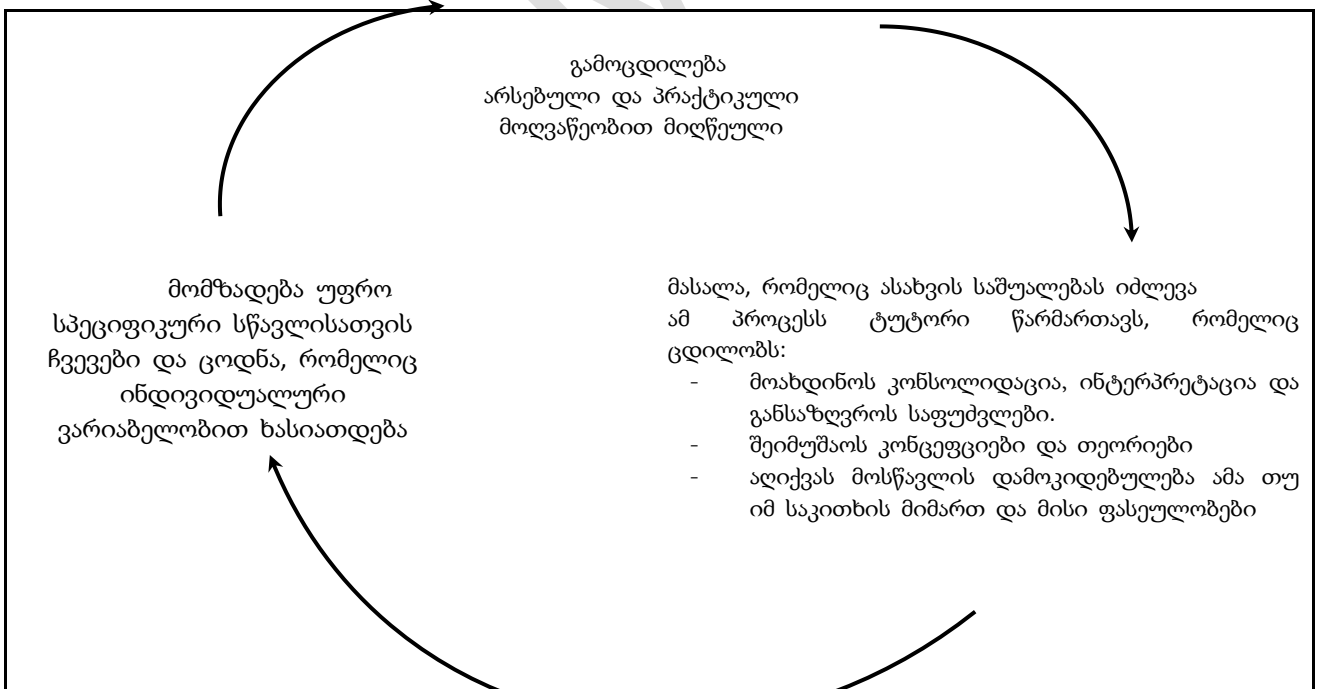 გამოცდილება
არსებული და პრაქტიკული
მოღვაწეობით მიღწეული
მომზადება უფრო
სპეციფიკური სწავლისათვის
ჩვევები და ცოდნა, რომელიც
ინდივიდუალური
ვარიაბელობით ხასიათდება
მასალა, რომელიც ასახვის საშუალებას იძლევა
ამ პროცესს ტუტორი წარმართავს, რომელიც
ცდილობს:
- მოახდინოს კონსოლიდაცია, ინტერპრეტაცია და
განსაზღვროს საფუძვლები.
- შეიმუშაოს კონცეფციები და თეორიები
- აღიქვას მოსწავლის დამოკიდებულება ამა თუ
იმ საკითხის მიმართ და მისი ფასეულობები